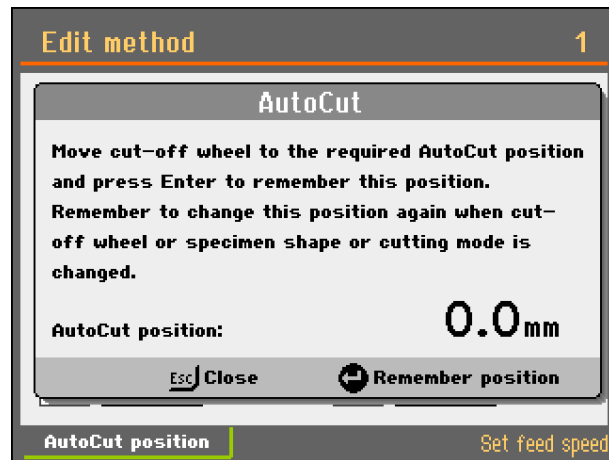 Edit method 1
AutoCut
Move cut-off wheel to the required AutoCut position
and press Enter to remember this position.
Remember to change this position again when cut-
off wheel or specimen shape or cutting mode is
changed.
AutoCut position: 0.0mm
Esc Close Remember position
AutoCut position Set feed speed